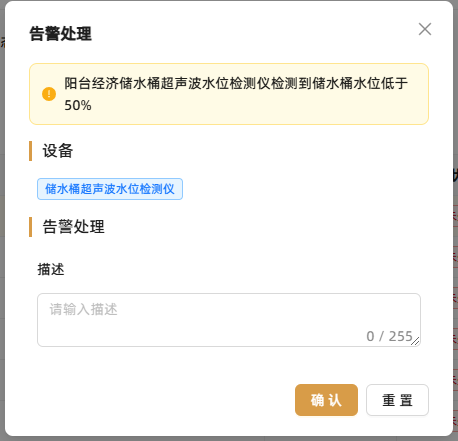 告警处理
阳台经济储水桶超声波水位检测仪检测到储水桶水位低于
50%
设备
储水桶超声波水位检测仪
告警处理
描述
请输入描述
0 / 255
确 认
重 置